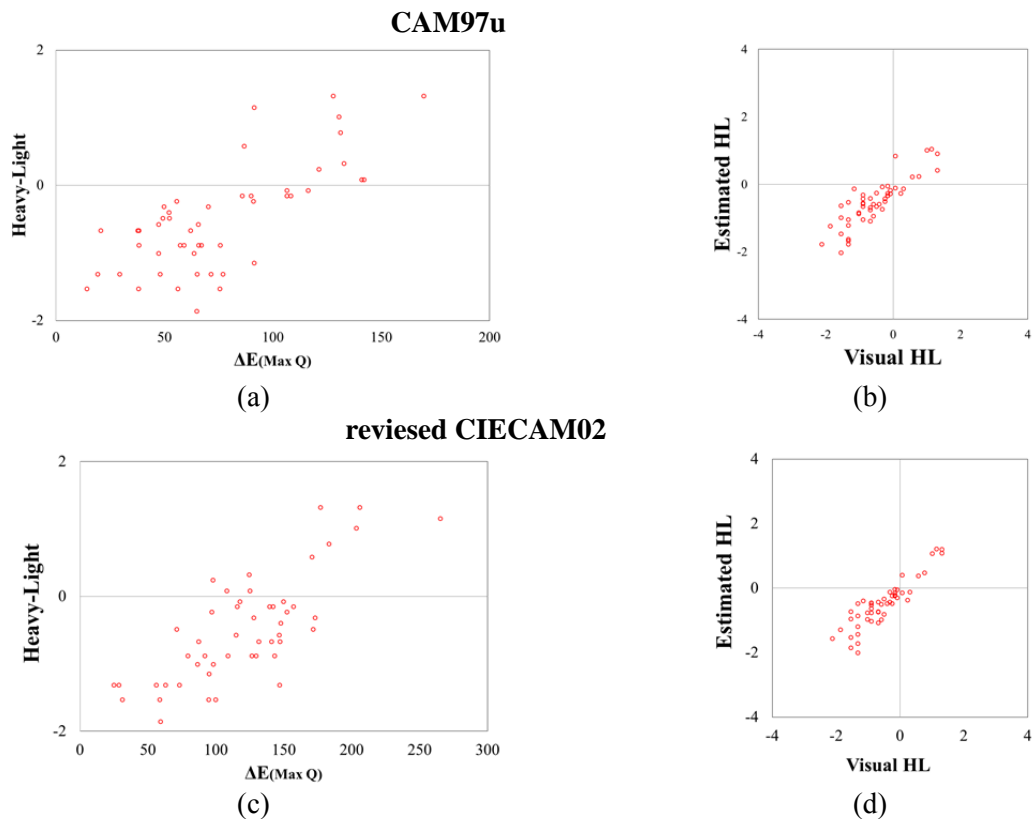 CAM97u
2
0
-2
Heavy-Light
0 50 100 150 200
ΔE(Max Q)
(a)
4
2
0
-2
-4
Estimated HL
-4 -2 0 2 4
Visual HL
(b)
reviesed CIECAM02
2
0
-2
Heavy-Light
0 50 100 150 200 250 300
ΔE(Max Q)
(c)
4
2
0
-2
-4
Estimated HL
-4 -2 0 2 4
Visual HL
(d)